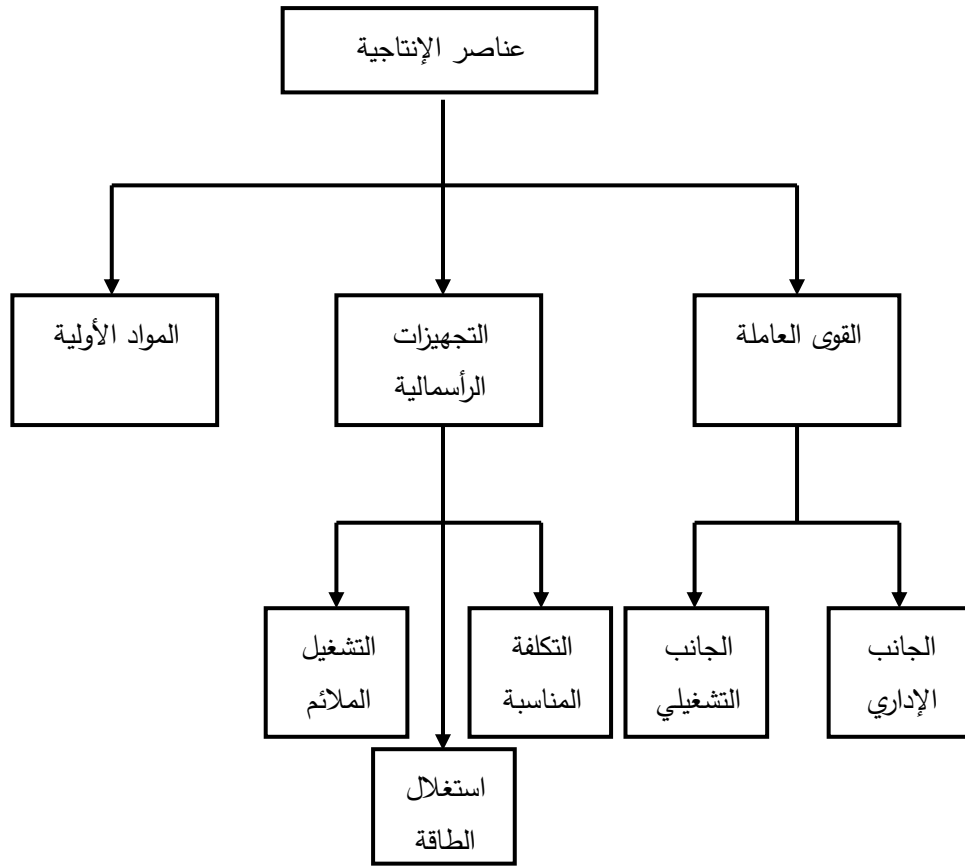 عناصر الإنتاجية
القوى العاملة
التجهيزات
الرأسمالية
المواد الأولية
الجانب
الإداري
الجانب
التشغيلي
التكلفة
المناسبة
التشغيل
الملائم
استغلال
الطاقة